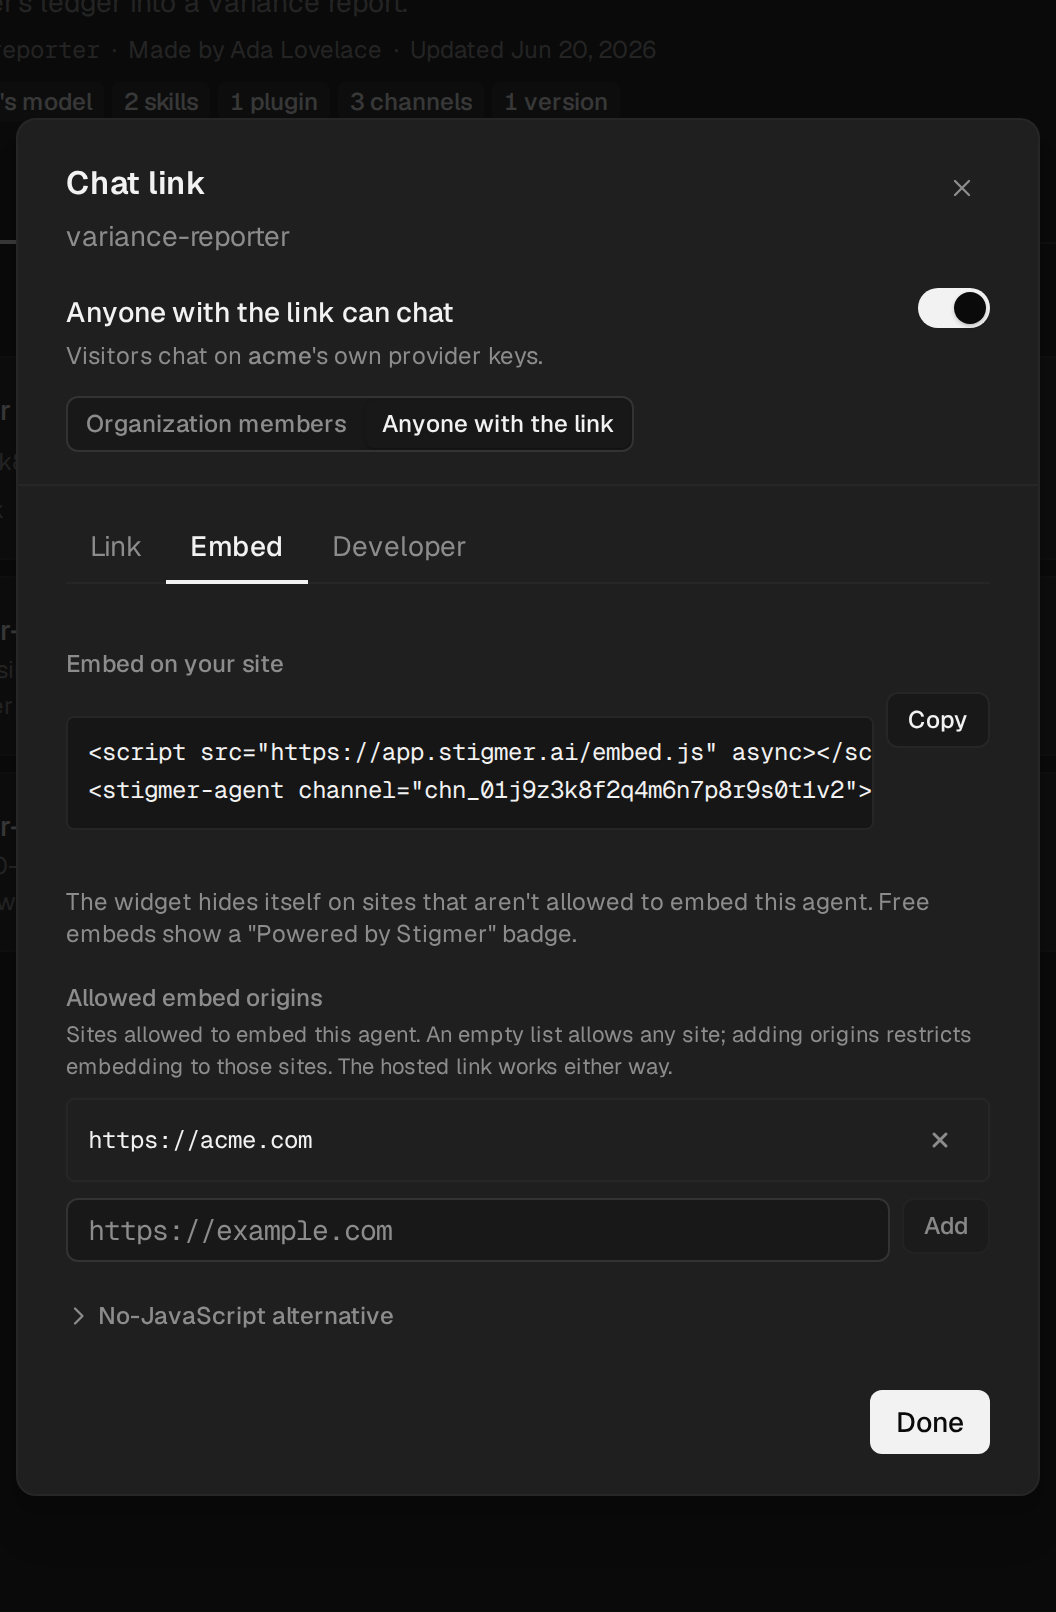 er's ledger into a variance report.
reporter · Made by Ada Lovelace · Updated Jun 20, 2026
's model 2 skills 1 plugin 3 channels 1 version
Chat link
variance-reporter
Anyone with the link can chat
Visitors chat on acme's own provider keys.
Organization members Anyone with the link
Link Embed Developer
Embed on your site
Copy
<script src="https://app.stigmer.ai/embed.js" async></sc
<stigmer-agent channel="chn_01j9z3k8f2q4m6n7p8r9s0t1v2">
The widget hides itself on sites that aren't allowed to embed this agent. Free
embeds show a "Powered by Stigmer" badge.
Allowed embed origins
Sites allowed to embed this agent. An empty list allows any site; adding origins restricts
embedding to those sites. The hosted link works either way.
https://acme.com
https://example.com Add
No-JavaScript alternative
Done